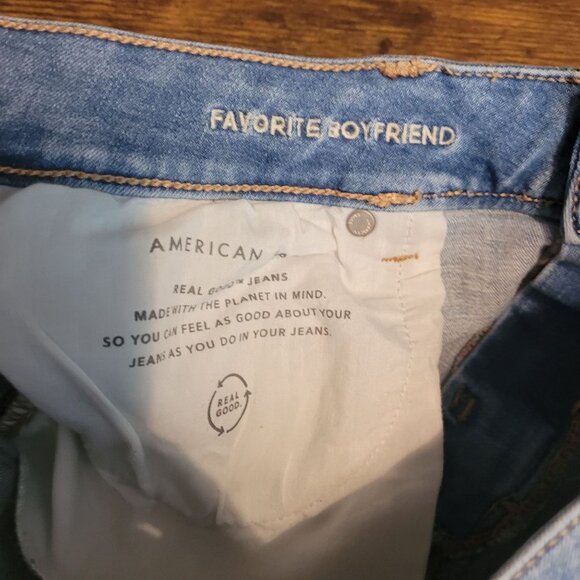 FAVORITE BOYFRIEND
AMERICAN
REAL GOOD™ JEANS
MADE WITH THE PLANET IN MIND.
SO YOU CAN FEEL AS GOOD ABOUT YOUR
JEANS AS YOU DO IN YOUR JEANS.
REAL
GOOD.